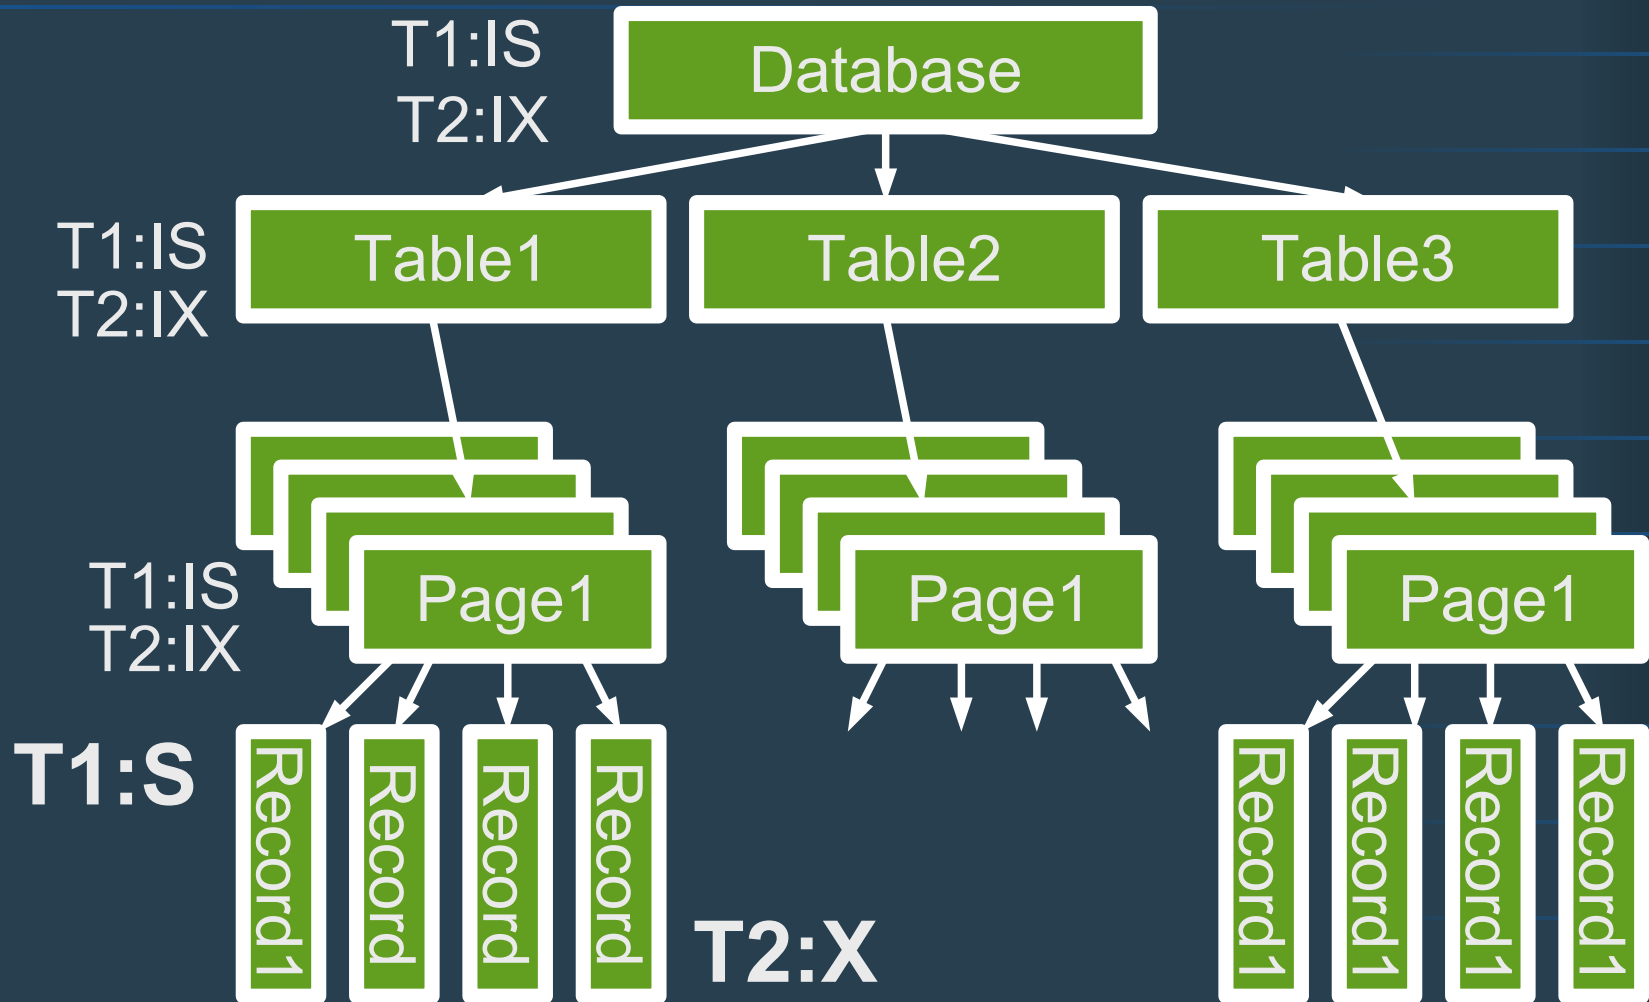 T1:IS
T2:IX
Database
T1:IS
T2:IX
Table1
Table2
Table3
T1:IS
T2:IX
Page1
Page1
Page1
T1:S
Record1
Record
Record
Record
T2:X
Record1
Record1
Record1
Record1